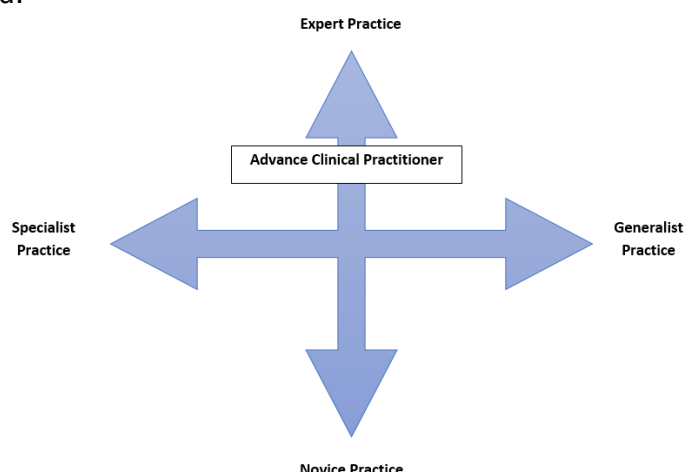 Expert Practice
Advance Clinical Practitioner
Specialist
Practice
Generalist
Practice
Novice Practice